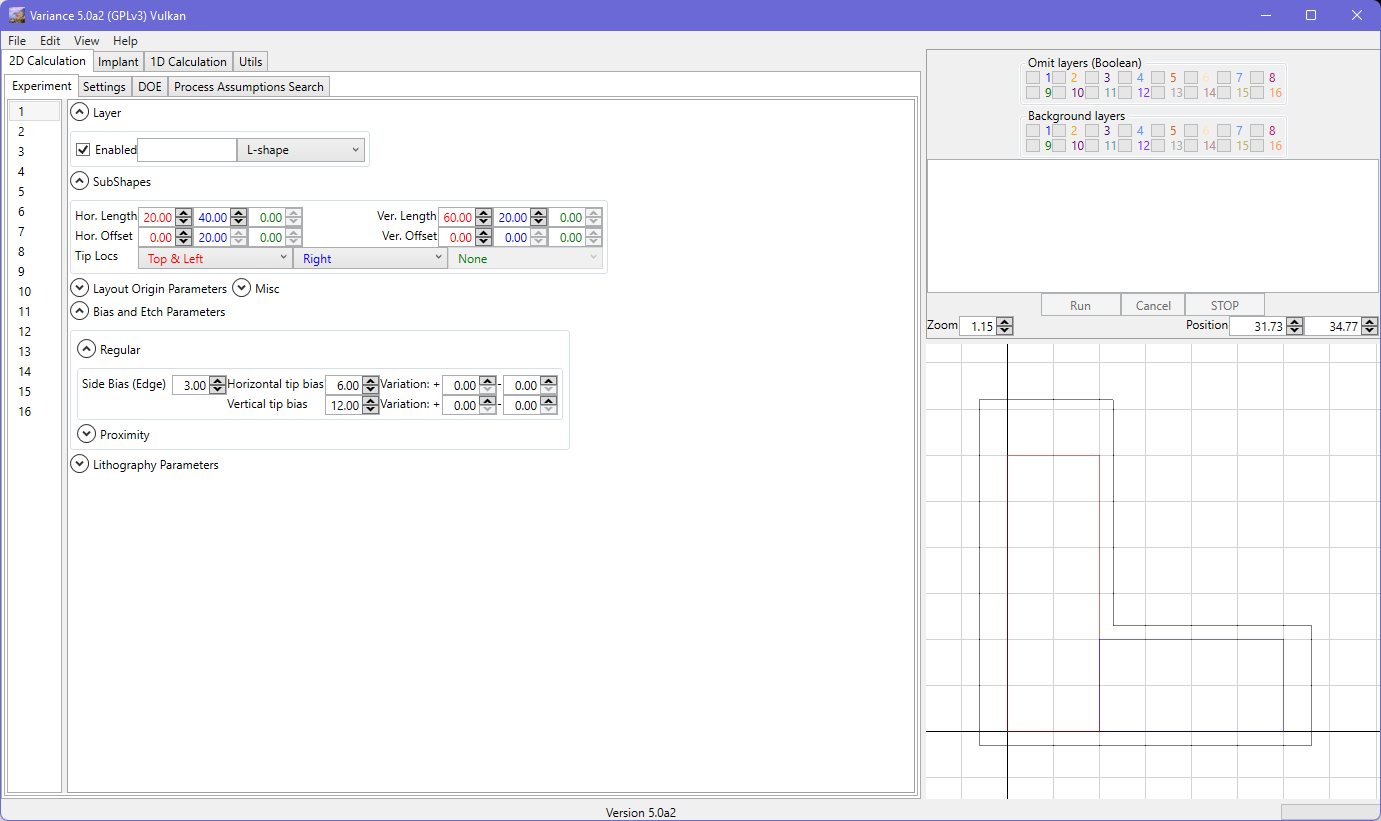 Variance 5.0a2 (GPLv3) Vulkan
File Edit View Help
2D Calculation Implant 1D Calculation Utils
Experiment Settings DOE Process Assumptions Search
1
2
3
4
5
6
7
8
9
10
11
12
13
14
15
16
Layer
Enabled L-shape
SubShapes
Hor. Length 20.00 40.00 0.00 Ver. Length 60.00 20.00 0.00
Hor. Offset 0.00 20.00 0.00 Ver. Offset 0.00 0.00 0.00
Tip Locs Top & Left Right None
Layout Origin Parameters Misc
Bias and Etch Parameters
Regular
Side Bias (Edge) 3.00 Horizontal tip bias 6.00 Variation: + 0.00 - 0.00
Vertical tip bias 12.00 Variation: + 0.00 - 0.00
Proximity
Lithography Parameters
Omit layers (Boolean)
1 2 3 4 5 6 7 8
9 10 11 12 13 14 15 16
Background layers
1 2 3 4 5 6 7 8
9 10 11 12 13 14 15 16
Run Cancel STOP
Zoom 1.15 Position 31.73 34.77
Version 5.0a2